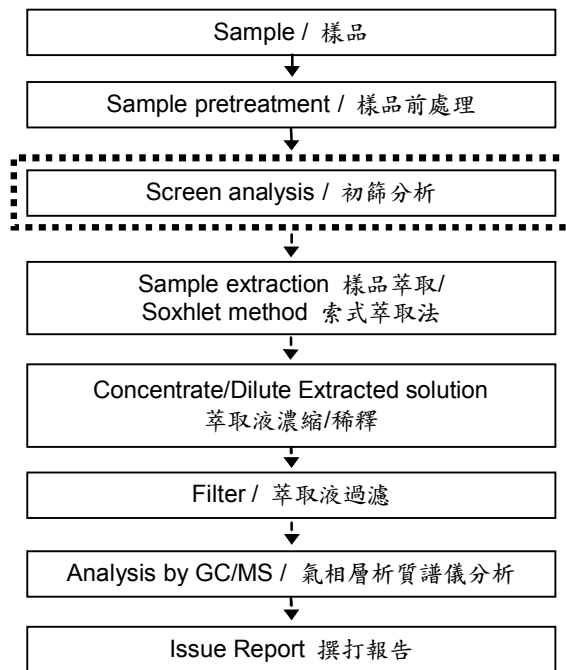 Sample / 樣品
Sample pretreatment / 樣品前處理
Screen analysis / 初篩分析
Sample extraction 樣品萃取/
Soxhlet method 索式萃取法
Concentrate/Dilute Extracted solution
萃取液濃縮/稀釋
Filter / 萃取液過濾
Analysis by GC/MS / 氣相層析質譜儀分析
Issue Report 撰打報告